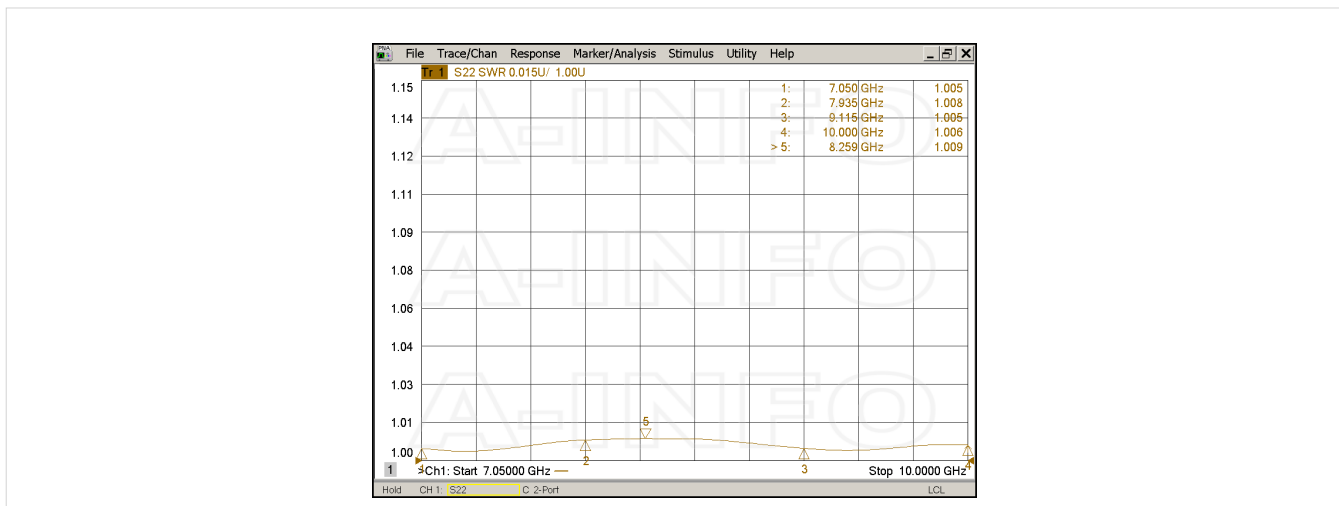 PNA
File Trace/Chan Response Marker/Analysis Stimulus Utility Help
Tr 1 S22 SWR 0.015U/ 1.00U
1.15
1.14
1.12
1.11
1.09
1.08
1.06
1.04
1.03
1.01
1.00
1: 7.050 GHz 1.005
2: 7.935 GHz 1.008
3: 9.115 GHz 1.005
4: 10.000 GHz 1.006
> 5: 8.259 GHz 1.009
A-INFO
A-INFO
A-INFO
5
1
2
3
4
1 >Ch1: Start 7.05000 GHz — Stop 10.0000 GHz
Hold CH 1: S22 C 2-Port LCL